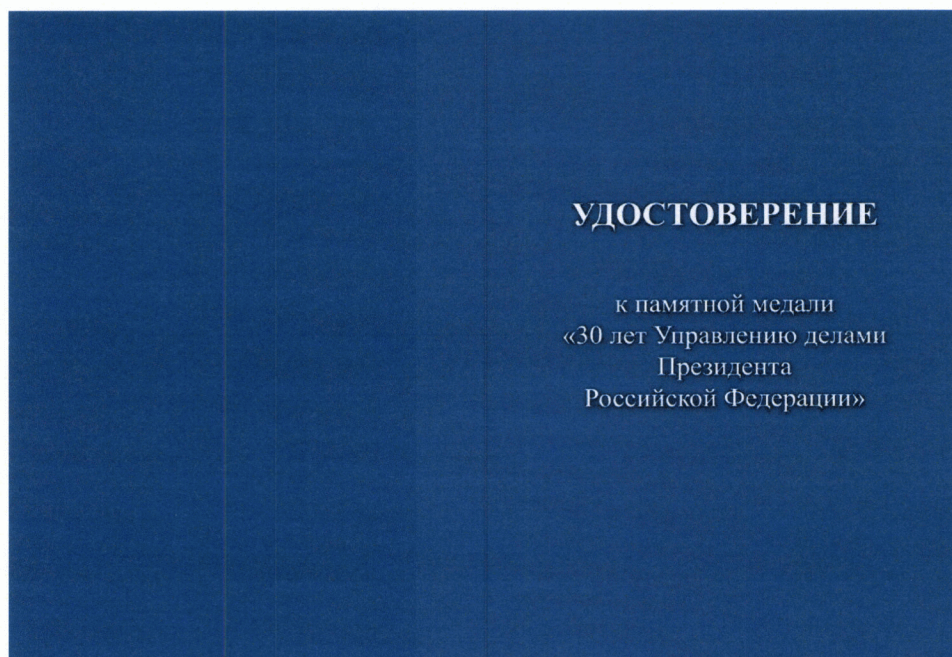 УДОСТОВЕРЕНИЕ
к памятной медали
«30 лет Управлению делами
Президента
Российской Федерации»